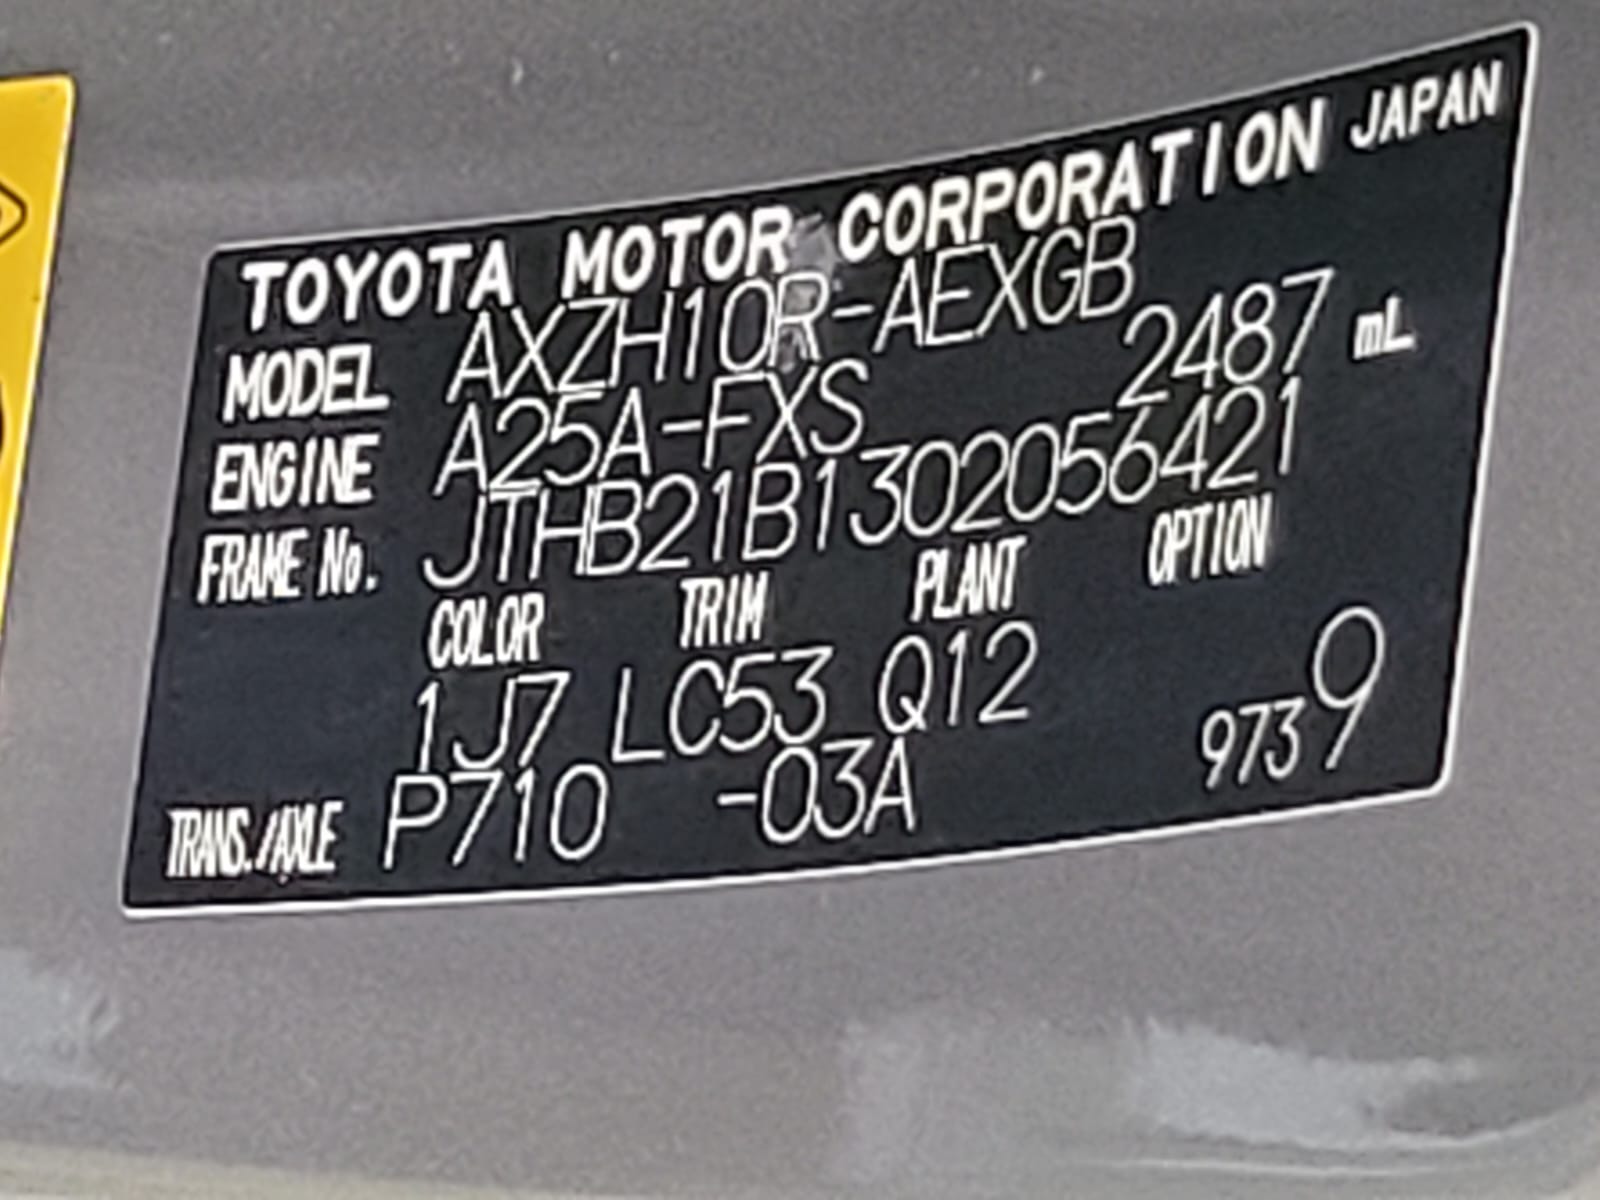 TOYOTA MOTOR CORPORATION JAPAN
MODEL AXZH10R-AEXGB
ENGINE A25A-FXS 2487 mL
FRAME No. JTHB21B1302056421
COLOR TRIM PLANT OPTION
1J7 LC53 Q12
TRANS./AXLE P710 -03A 9739